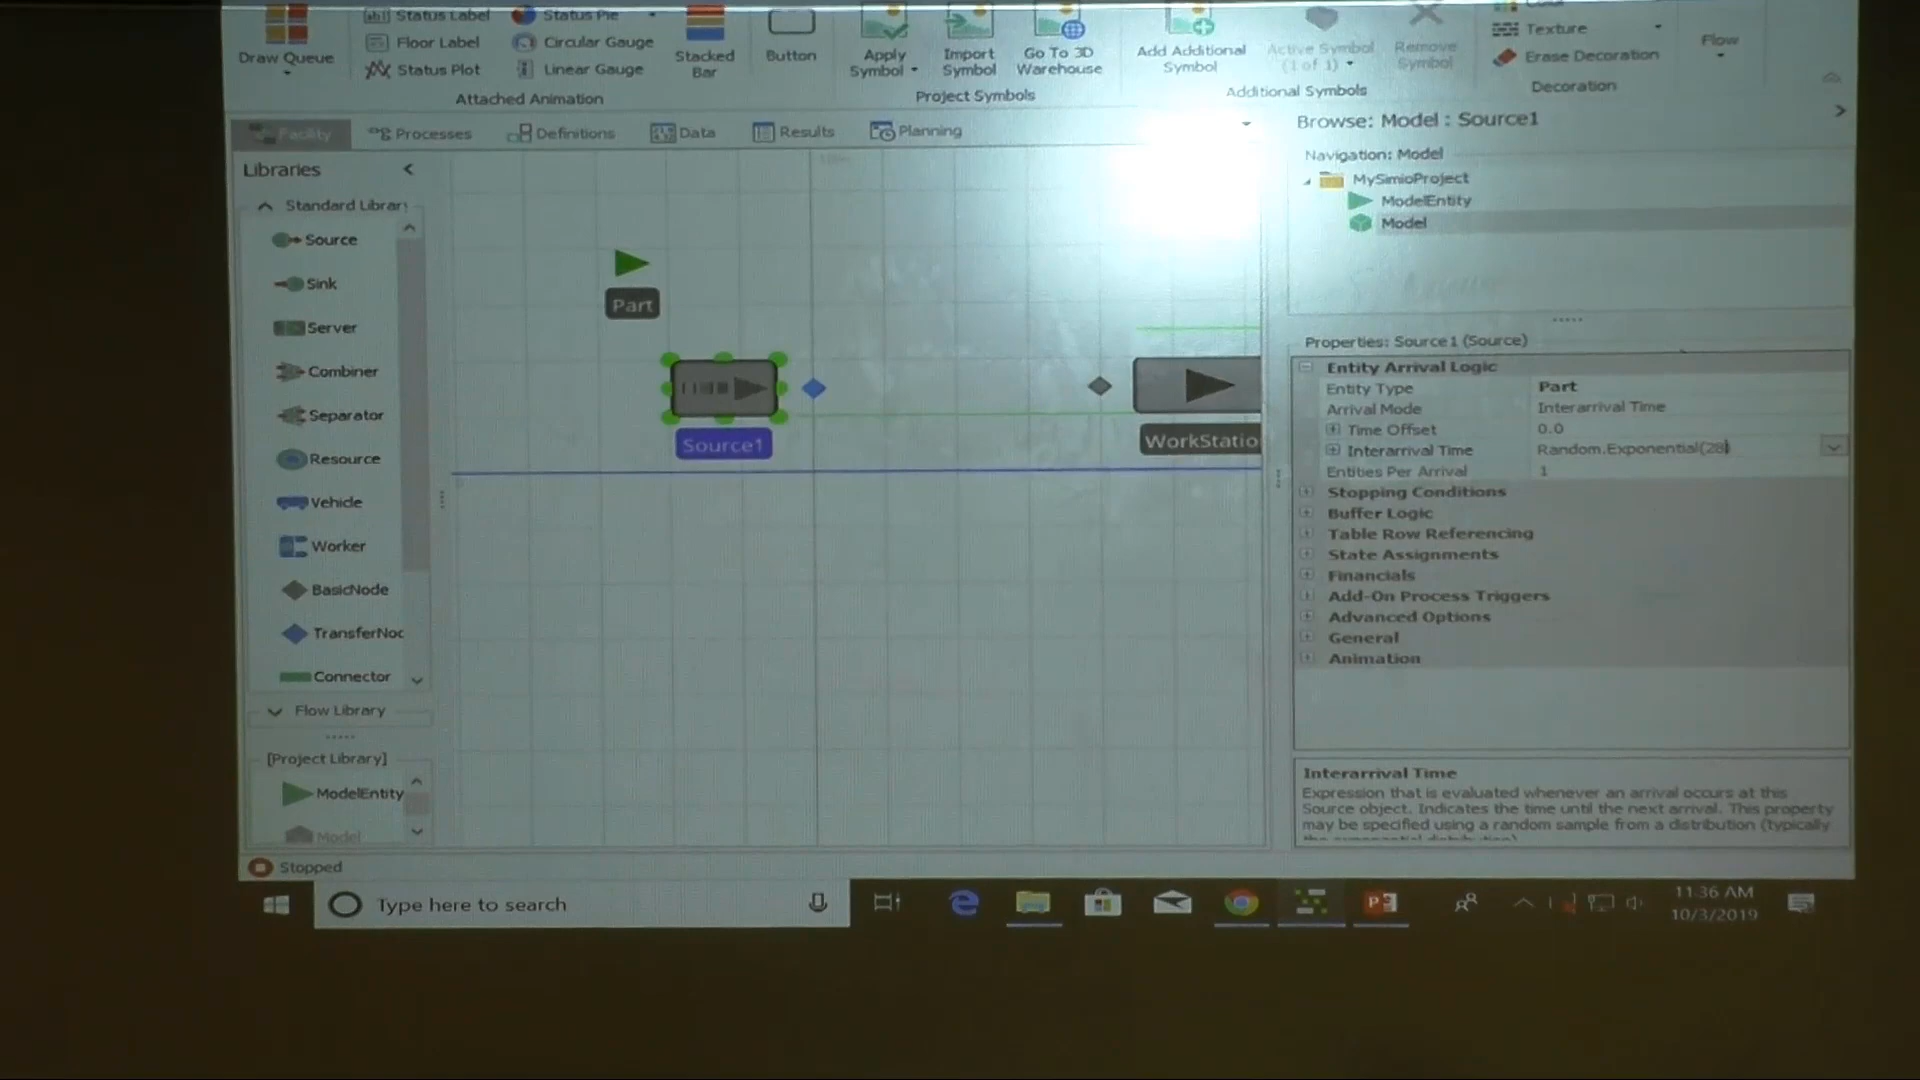 Draw Queue
Status Label
Floor Label
Status Plot
Status Pie
Circular Gauge
Linear Gauge
Stacked Bar
Button
Attached Animation
Apply Symbol
Import Symbol
Go To 3D Warehouse
Project Symbols
Add Additional Symbol
Active Symbol (1 of 1)
Remove Symbol
Additional Symbols
Texture
Erase Decoration
Decoration
Flow
Facility
Processes
Definitions
Data
Results
Planning
Libraries
Standard Library
Source
Sink
Server
Combiner
Separator
Resource
Vehicle
Worker
BasicNode
TransferNoc
Connector
Flow Library
[Project Library]
ModelEntity
Model
Part
Source1
WorkStatio
Browse: Model : Source1
Navigation: Model
MySimioProject
ModelEntity
Model
Properties: Source1 (Source)
Entity Arrival Logic
Entity Type Part
Arrival Mode Interarrival Time
Time Offset 0.0
Interarrival Time Random.Exponential(28
Entities Per Arrival 1
Stopping Conditions
Buffer Logic
Table Row Referencing
State Assignments
Financials
Add-On Process Triggers
Advanced Options
General
Animation
Interarrival Time
Expression that is evaluated whenever an arrival occurs at this
Source object. Indicates the time until the next arrival. This property
may be specified using a random sample from a distribution (typically
Stopped
Type here to search
11:36 AM
10/3/2019